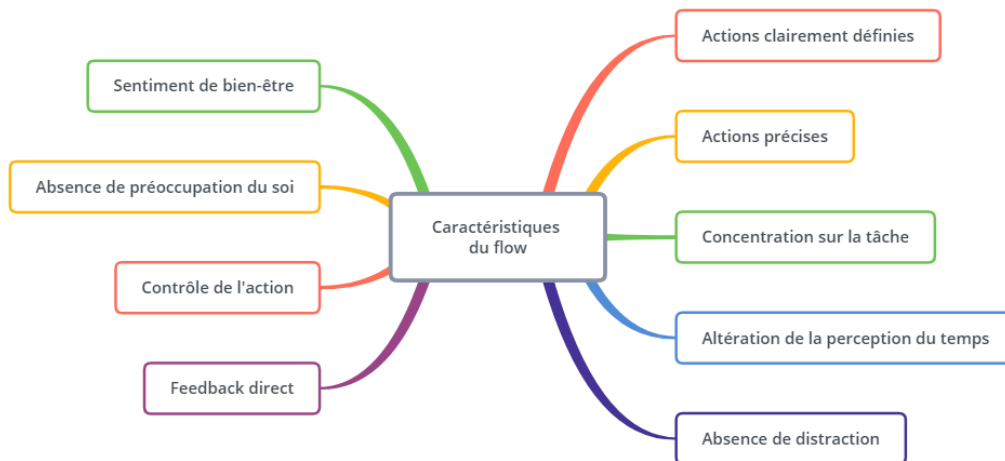 Actions clairement définies
Sentiment de bien-être
Actions précises
Absence de préoccupation du soi
Caractéristiques
du flow
Concentration sur la tâche
Contrôle de l'action
Altération de la perception du temps
Feedback direct
Absence de distraction